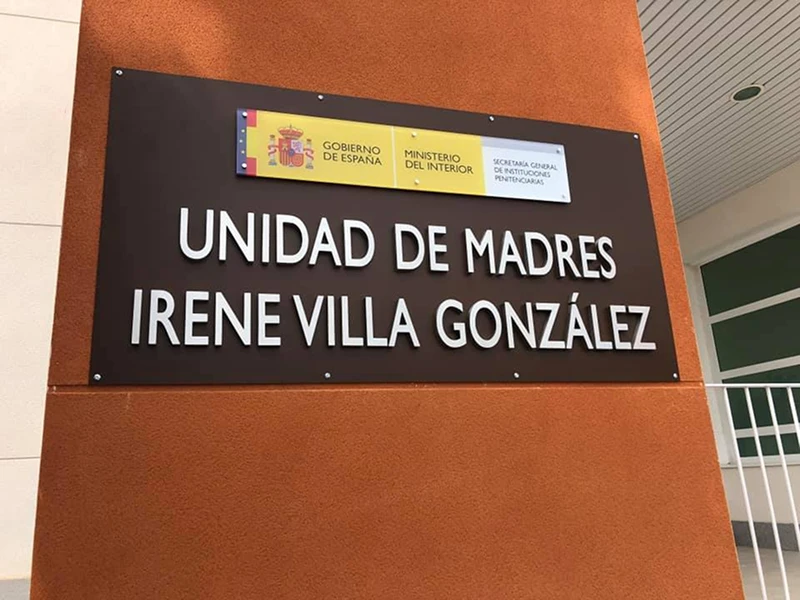 GOBIERNO
DE ESPAÑA
MINISTERIO
DEL INTERIOR
SECRETARÍA GENERAL
DE INSTITUCIONES
PENITENCIARIAS
UNIDAD DE MADRES
IRENE VILLA GONZÁLEZ